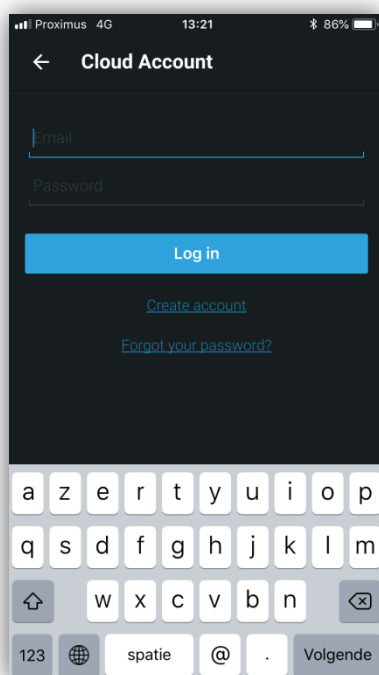 Proximus 4G 13:21 86%
Cloud Account
Email
Password
Log in
Create account
Forgot your password?
a z e r t y u i o p
q s d f g h j k l m
w x c v b n
123 spatie @ . Volgende